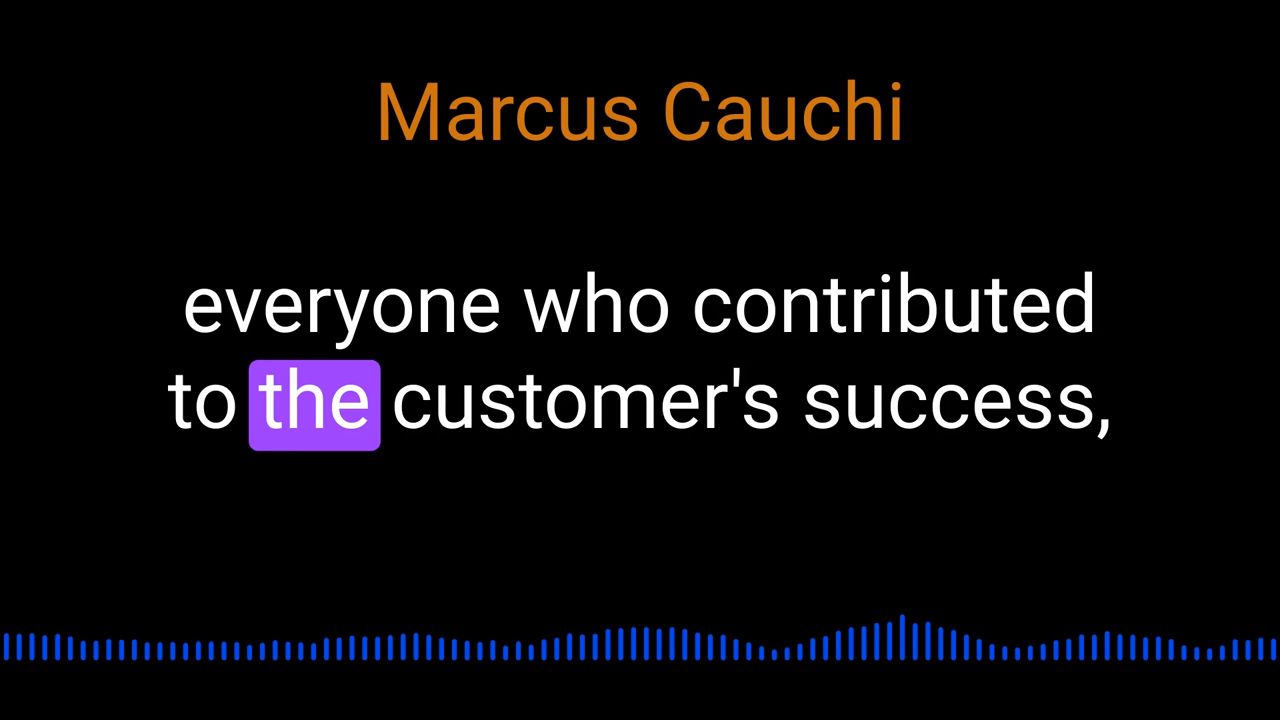 Marcus Cauchi
everyone who contributed
to the customer's success,